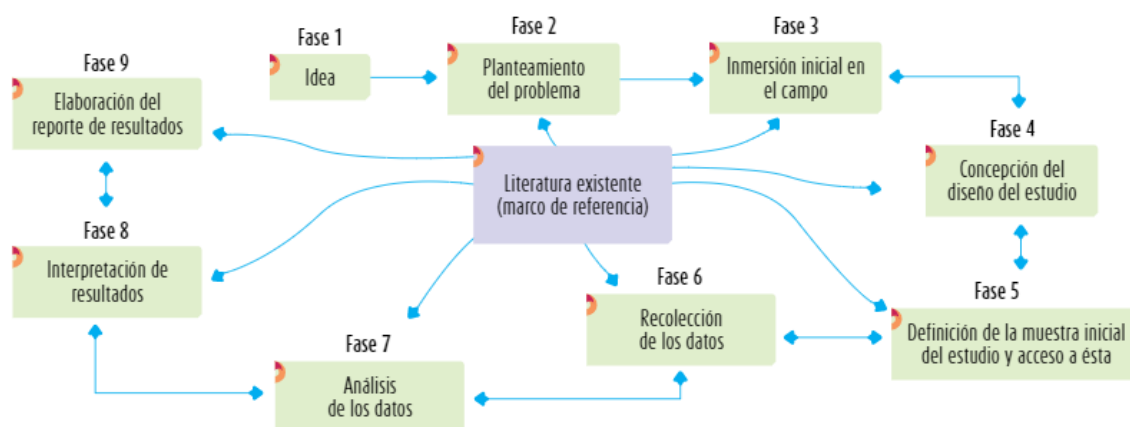 Fase 1
Idea
Fase 2
Planteamiento
del problema
Fase 3
Inmersión inicial en
el campo
Fase 4
Concepción del
diseño del estudio
Fase 5
Definición de la muestra inicial
del estudio y acceso a ésta
Fase 6
Recolección
de los datos
Fase 7
Análisis
de los datos
Fase 8
Interpretación de
resultados
Fase 9
Elaboración del
reporte de resultados
Literatura existente
(marco de referencia)